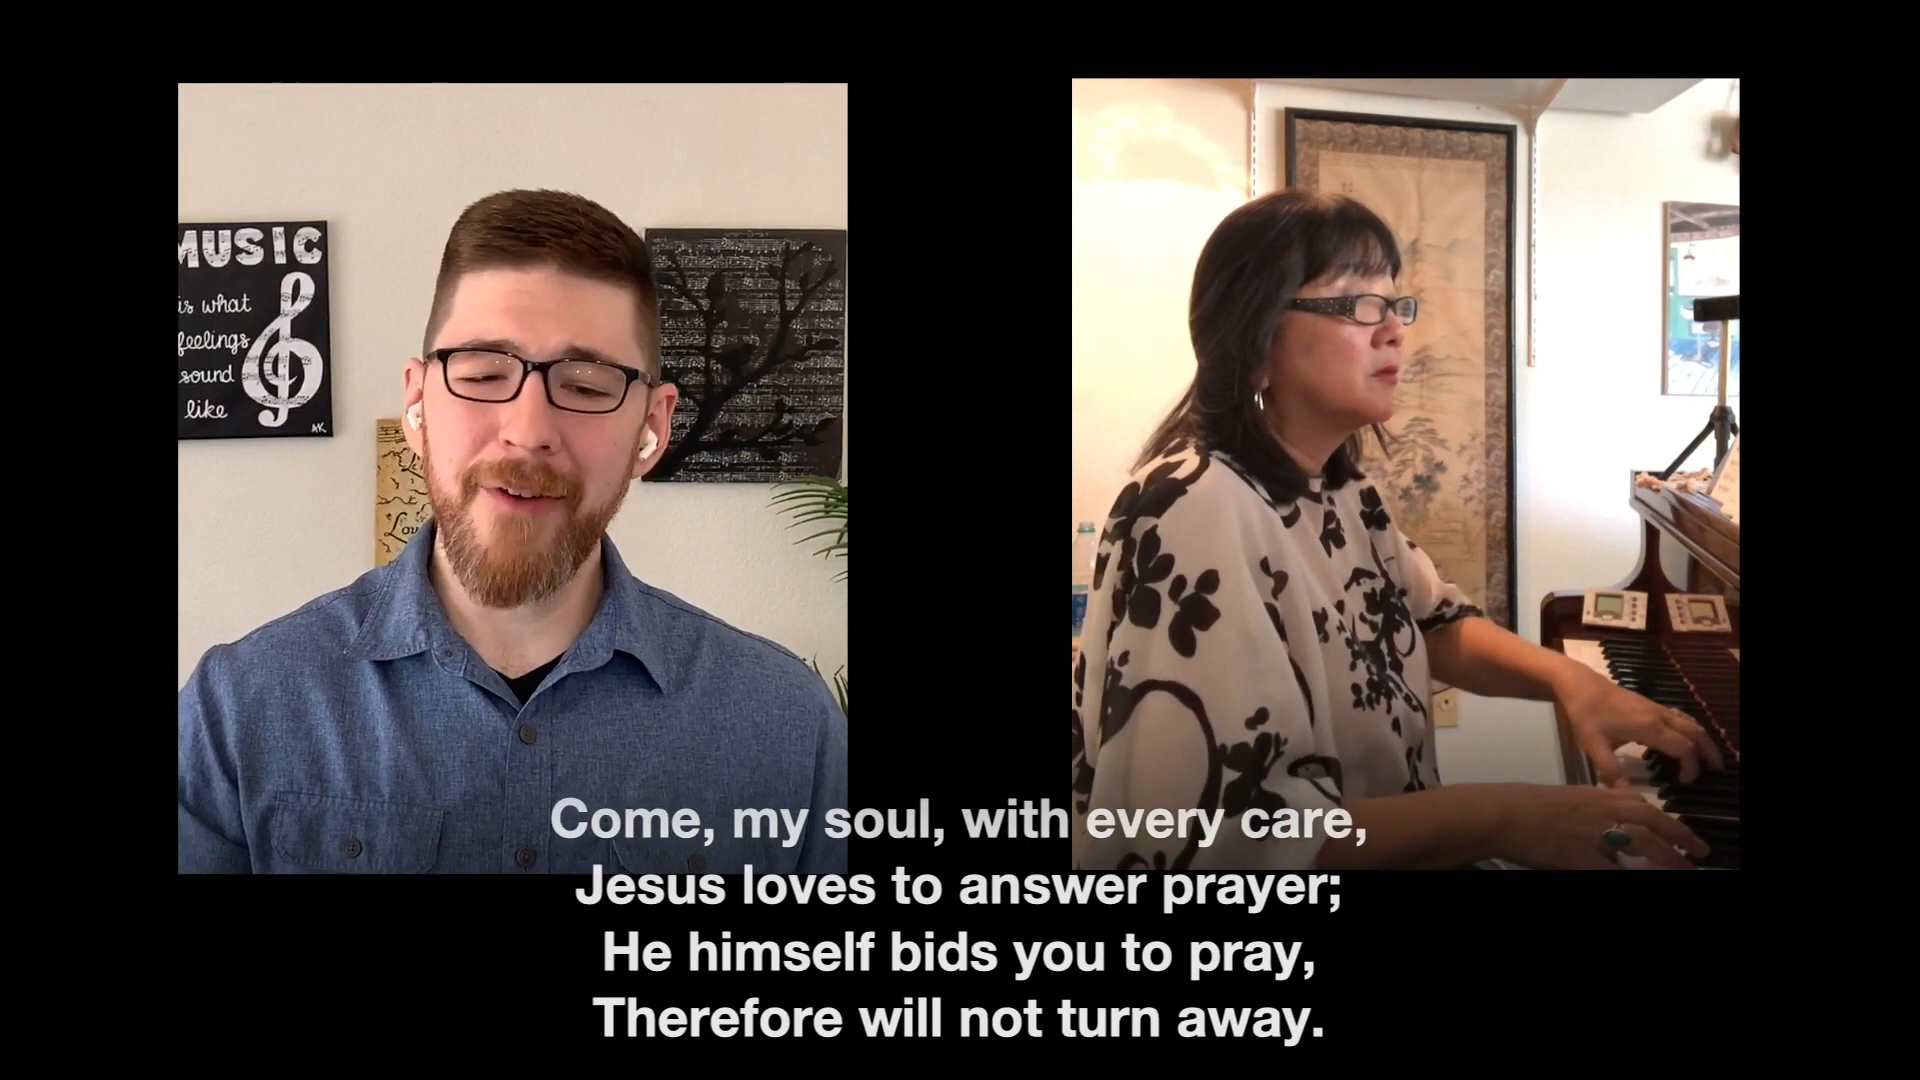 MUSIC
is what
feelings
sound
like
AK
Lov
Come, my soul, with every care,
Jesus loves to answer prayer;
He himself bids you to pray,
Therefore will not turn away.